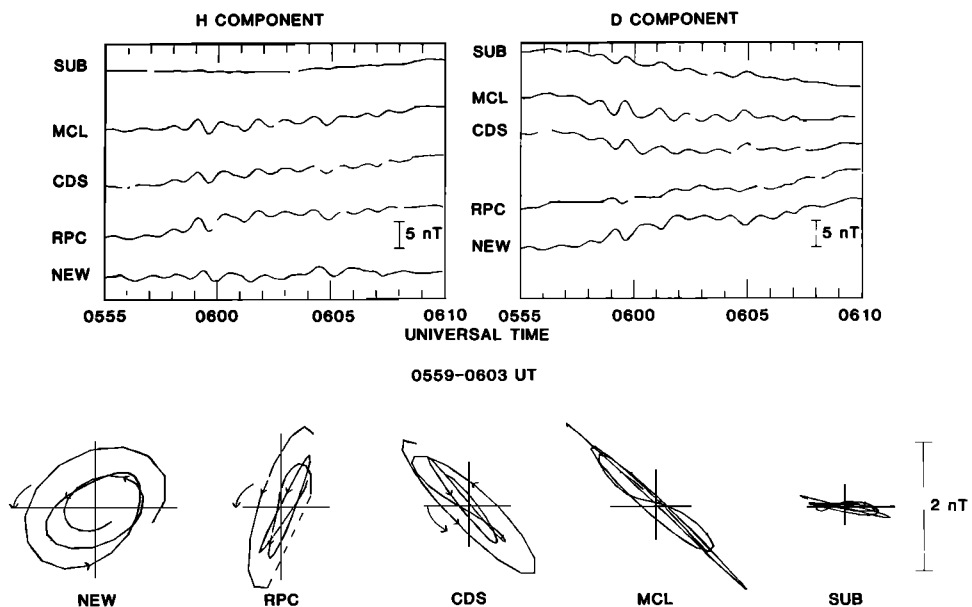 H COMPONENT
D COMPONENT
SUB
MCL
CDS
RPC
NEW
5 nT
0555
0600
0605
0610
SUB
MCL
CDS
RPC
NEW
5 nT
0555
0600
0605
0610
UNIVERSAL TIME
0559-0603 UT
2 nT
NEW
RPC
CDS
MCL
SUB